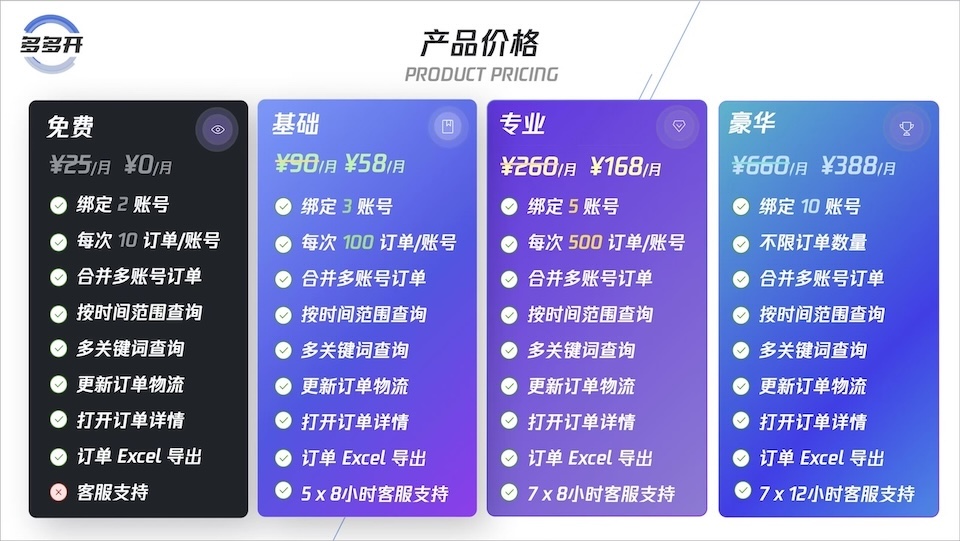 多多开
产品价格
PRODUCT PRICING
免费
¥25/月 ¥0/月
绑定 2 账号
每次 10 订单/账号
合并多账号订单
按时间范围查询
多关键词查询
更新订单物流
打开订单详情
订单 Excel 导出
客服支持
基础
¥90/月 ¥58/月
绑定 3 账号
每次 100 订单/账号
合并多账号订单
按时间范围查询
多关键词查询
更新订单物流
打开订单详情
订单 Excel 导出
5 x 8小时客服支持
专业
¥260/月 ¥168/月
绑定 5 账号
每次 500 订单/账号
合并多账号订单
按时间范围查询
多关键词查询
更新订单物流
打开订单详情
订单 Excel 导出
7 x 8小时客服支持
豪华
¥660/月 ¥388/月
绑定 10 账号
不限订单数量
合并多账号订单
按时间范围查询
多关键词查询
更新订单物流
打开订单详情
订单 Excel 导出
7 x 12小时客服支持